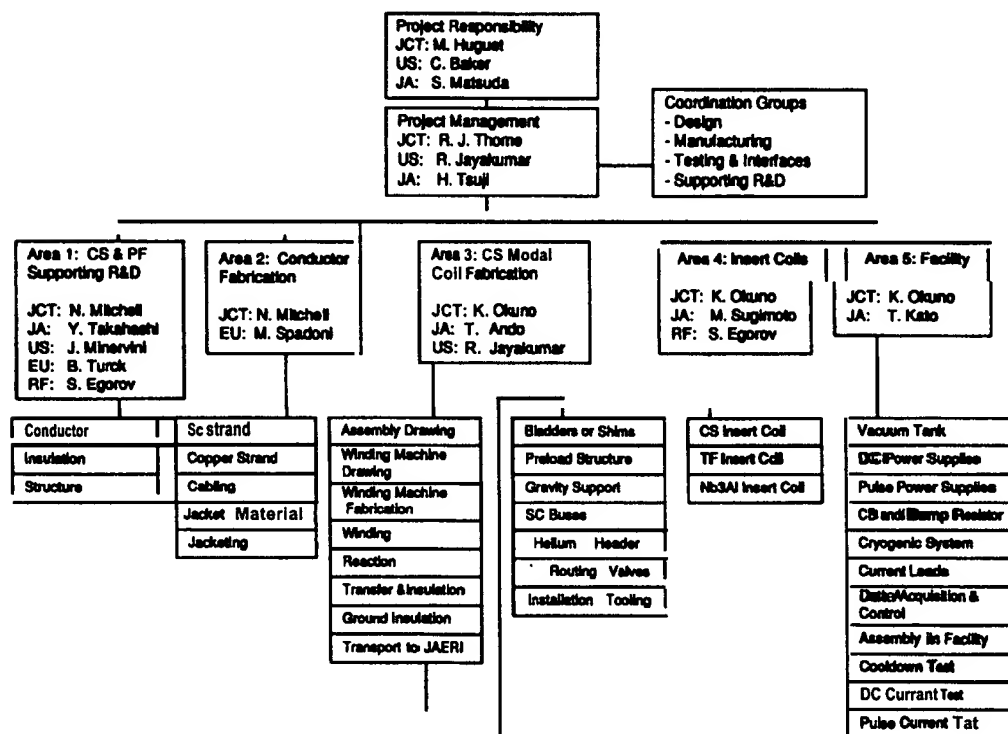 Project Responsibility
JCT: M. Huguet
US: C. Baker
JA: S. Matsuda
Project Management
JCT: R. J. Thome
US: R. Jayakumar
JA: H. Tsuji
Coordination Groups
- Design
- Manufacturing
- Testing & Interfaces
- Supporting R&D
Area 1: CS & PF
Supporting R&D
JCT: N. Mitchell
JA: Y. Takahashi
US: J. Minervini
EU: B. Turck
RF: S. Egorov
Area 2: Conductor
Fabrication
JCT: N. Mitchell
EU: M. Spadoni
Area 3: CS Modal
Coil Fabrication
JCT: K. Okuno
JA: T. Ando
US: R. Jayakumar
Area 4: Insert Coils
JCT: K. Okuno
JA: M. Sugimoto
RF: S. Egorov
Area 5: Facility
JCT: K. Okuno
JA: T. Kato
Conductor
Insulation
Structure
Sc strand
Copper Strand
Cabling
Jacket Material
Jacketing
Assembly Drawing
Winding Machine
Drawing
Winding Machine
Fabrication
Winding
Reaction
Transfer & Insulation
Ground Insulation
Transport to JAERI
Bladders or Shims
Preload Structure
Gravity Support
SC Buses
Helium Header
Routing Valves
Installation Tooling
CS Insert Coil
TF Insert Coil
Nb3Al Insert Coil
Vacuum Tank
DC Power Supplies
Pulse Power Supplies
CB and Dump Resistor
Cryogenic System
Current Leads
Data Acquisition &
Control
Assembly in Facility
Cooldown Test
DC Currant Test
Pulse Current Tat